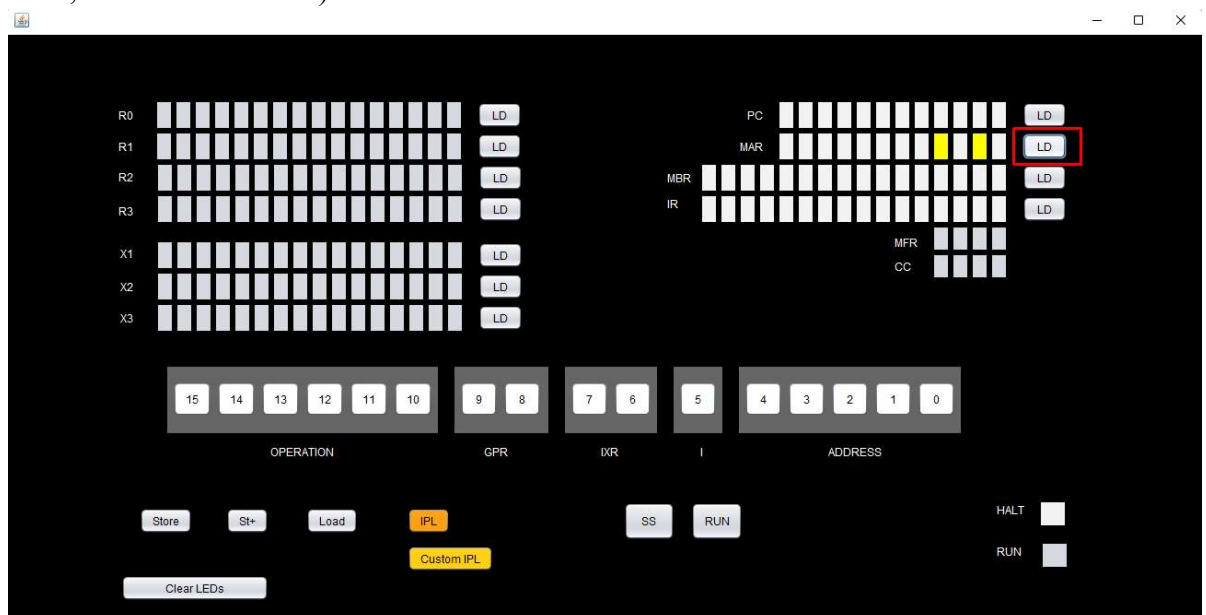 R0 LD PC LD
R1 LD MAR LD
R2 LD MBR LD
R3 LD IR LD
MFR
X1 LD CC
X2 LD
X3 LD
15 14 13 12 11 10 9 8 7 6 5 4 3 2 1 0
OPERATION GPR IXR I ADDRESS
Store St+ Load IPL SS RUN HALT
Custom IPL RUN
Clear LEDs